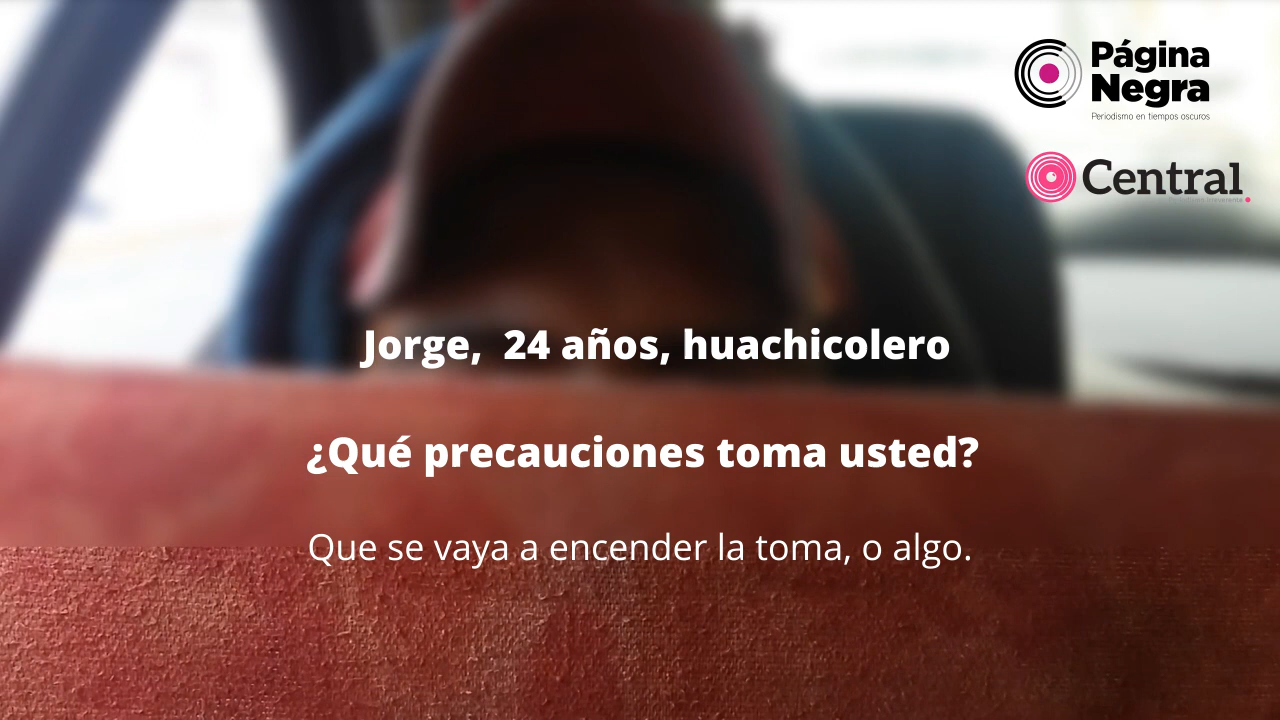 Página
Negra
Periodismo en tiempos oscuros
Central
Jorge,  24 años, huachicolero
¿Qué precauciones toma usted?
Que se vaya a encender la toma, o algo.